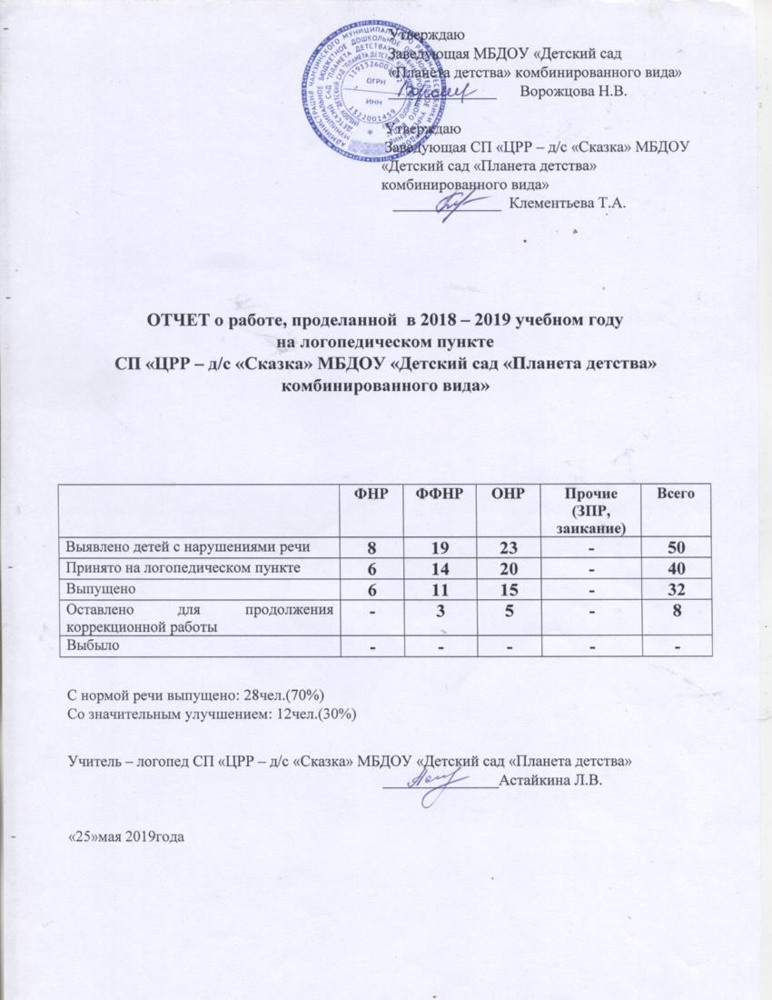 Утверждаю
Заведующая МБДОУ «Детский сад
«Планета детства» комбинированного вида»
Ворожцова Н.В.
Утверждаю
Заведующая СП «ЦРР – д/с «Сказка» МБДОУ
«Детский сад «Планета детства»
комбинированного вида»
Клементьева Т.А.
ОГРН
ИНН
1322001459
ОТЧЕТ о работе, проделанной в 2018 – 2019 учебном году
на логопедическом пункте
СП «ЦРР – д/с «Сказка» МБДОУ «Детский сад «Планета детства»
комбинированного вида»
ФНР ФФНР ОНР Прочие (ЗПР, заикание) Всего
Выявлено детей с нарушениями речи 8 19 23 - 50
Принято на логопедическом пункте 6 14 20 - 40
Выпущено 6 11 15 - 32
Оставлено для продолжения коррекционной работы - 3 5 - 8
Выбыло - - - - -
С нормой речи выпущено: 28чел.(70%)
Со значительным улучшением: 12чел.(30%)
Учитель – логопед СП «ЦРР – д/с «Сказка» МБДОУ «Детский сад «Планета детства»
Астайкина Л.В.
«25»мая 2019года